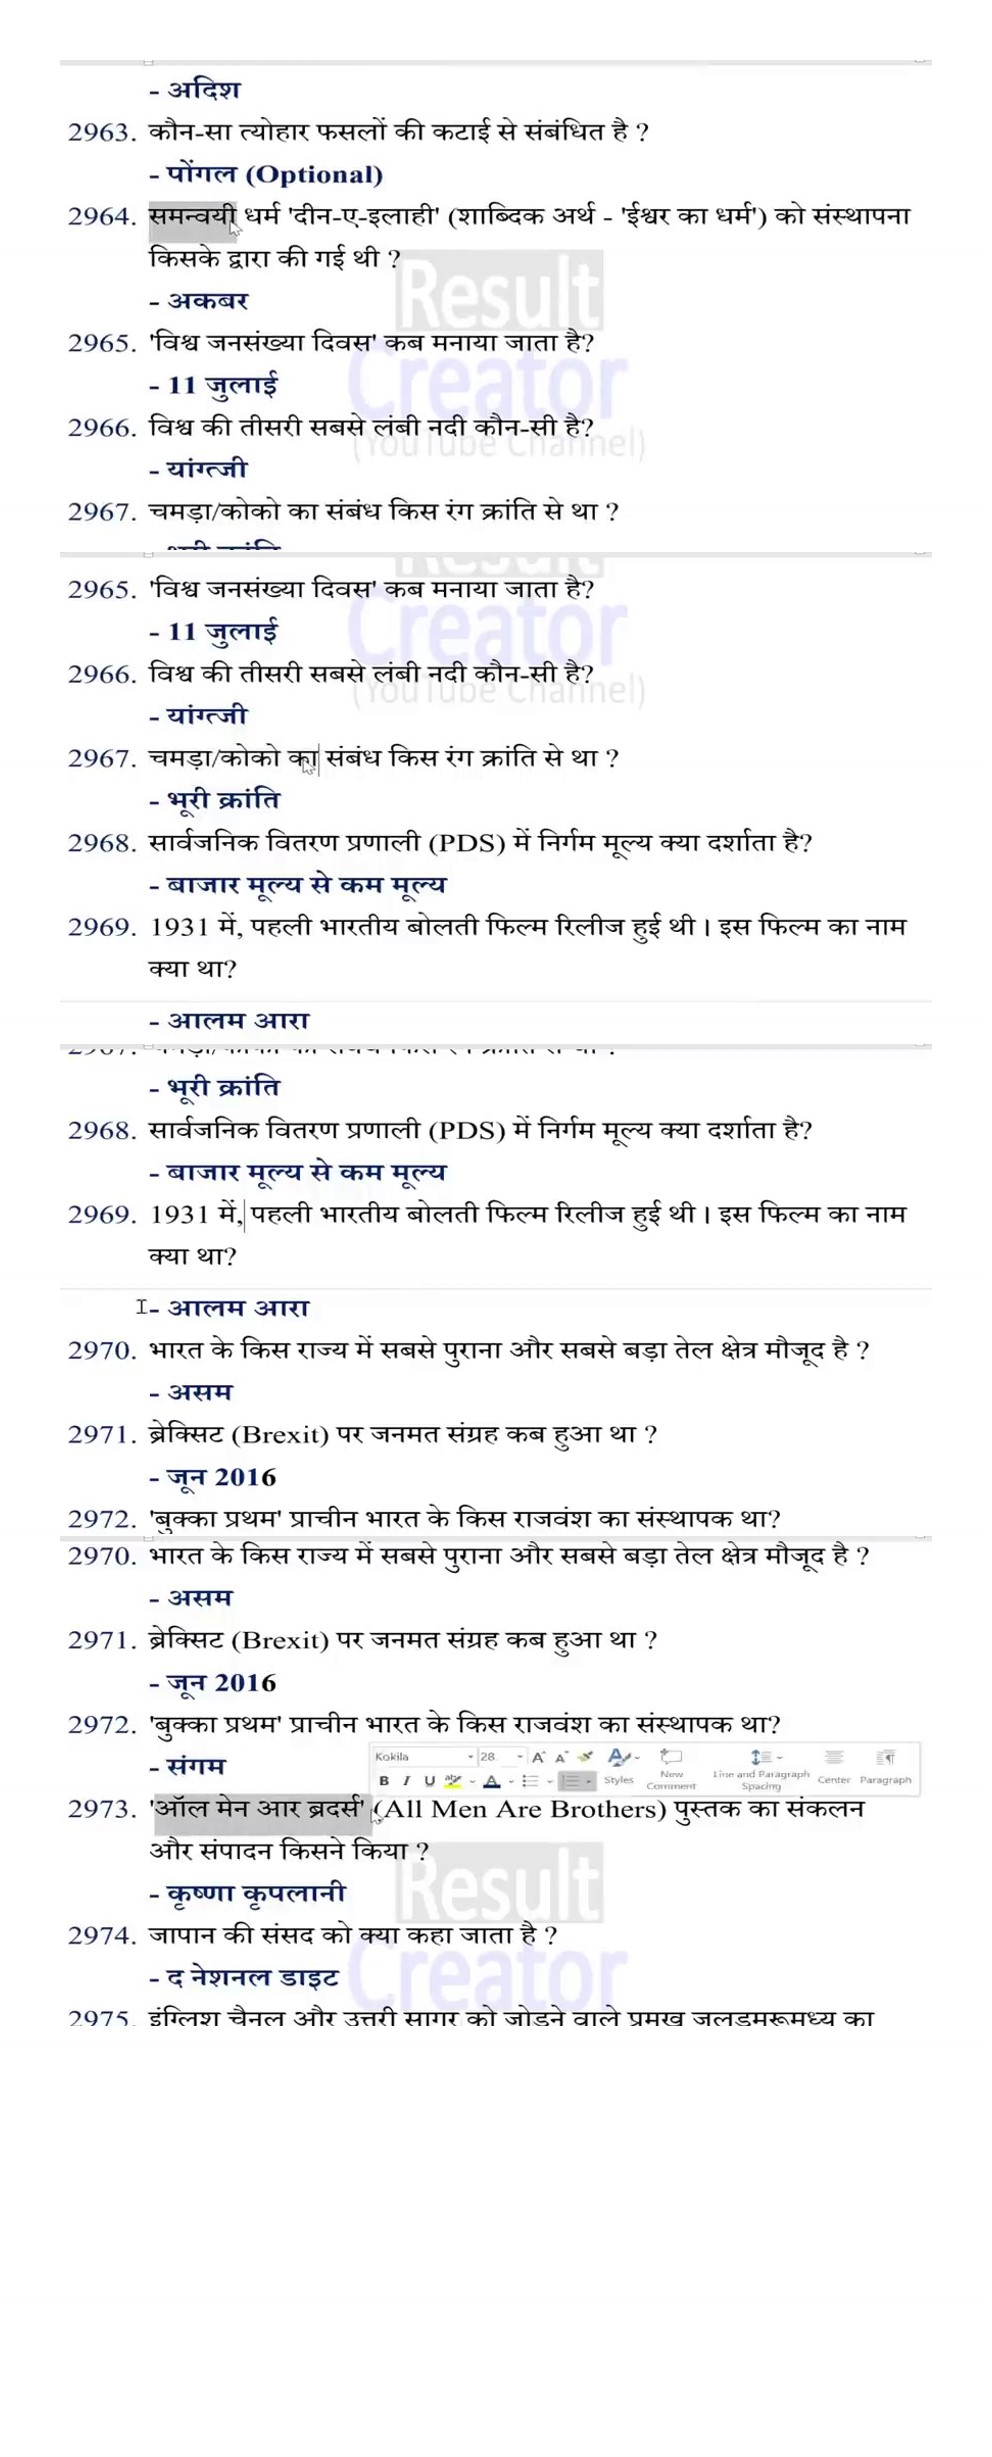 - अदिश
2963. कौन-सा त्योहार फसलों की कटाई से संबंधित है ?
- पोंगल (Optional)
2964. समन्वयी धर्म 'दीन-ए-इलाही' (शाब्दिक अर्थ - 'ईश्वर का धर्म') को संस्थापना
किसके द्वारा की गई थी ?
Result
- अकबर
2965. 'विश्व जनसंख्या दिवस' कब मनाया जाता है?
Creator
- 11 जुलाई
2966. विश्व की तीसरी सबसे लंबी नदी कौन-सी है?
(YouTube Channel)
- यांग्त्जी
2967. चमड़ा/कोको का संबंध किस रंग क्रांति से था ?
2965. 'विश्व जनसंख्या दिवस' कब मनाया जाता है?
Creator
- 11 जुलाई
2966. विश्व की तीसरी सबसे लंबी नदी कौन-सी है?
(YouTube Channel)
- यांग्त्जी
2967. चमड़ा/कोको का संबंध किस रंग क्रांति से था ?
- भूरी क्रांति
2968. सार्वजनिक वितरण प्रणाली (PDS) में निर्गम मूल्य क्या दर्शाता है?
- बाजार मूल्य से कम मूल्य
2969. 1931 में, पहली भारतीय बोलती फिल्म रिलीज हुई थी। इस फिल्म का नाम
क्या था?
- आलम आरा
- भूरी क्रांति
2968. सार्वजनिक वितरण प्रणाली (PDS) में निर्गम मूल्य क्या दर्शाता है?
- बाजार मूल्य से कम मूल्य
2969. 1931 में, पहली भारतीय बोलती फिल्म रिलीज हुई थी। इस फिल्म का नाम
क्या था?
- आलम आरा
2970. भारत के किस राज्य में सबसे पुराना और सबसे बड़ा तेल क्षेत्र मौजूद है ?
- असम
2971. ब्रेक्सिट (Brexit) पर जनमत संग्रह कब हुआ था ?
- जून 2016
2972. 'बुक्का प्रथम' प्राचीन भारत के किस राजवंश का संस्थापक था?
2970. भारत के किस राज्य में सबसे पुराना और सबसे बड़ा तेल क्षेत्र मौजूद है ?
- असम
2971. ब्रेक्सिट (Brexit) पर जनमत संग्रह कब हुआ था ?
- जून 2016
2972. 'बुक्का प्रथम' प्राचीन भारत के किस राजवंश का संस्थापक था?
- संगम
Kokila 28
B I U Styles New Comment Line and Paragraph Spacing Center Paragraph
2973. 'ऑल मेन आर ब्रदर्स' (All Men Are Brothers) पुस्तक का संकलन
और संपादन किसने किया ?
Result
- कृष्णा कृपलानी
2974. जापान की संसद को क्या कहा जाता है ?
Creator
- द नेशनल डाइट
2975. इंग्लिश चैनल और उत्तरी सागर को जोड़ने वाले प्रमुख जलडमरूमध्य का